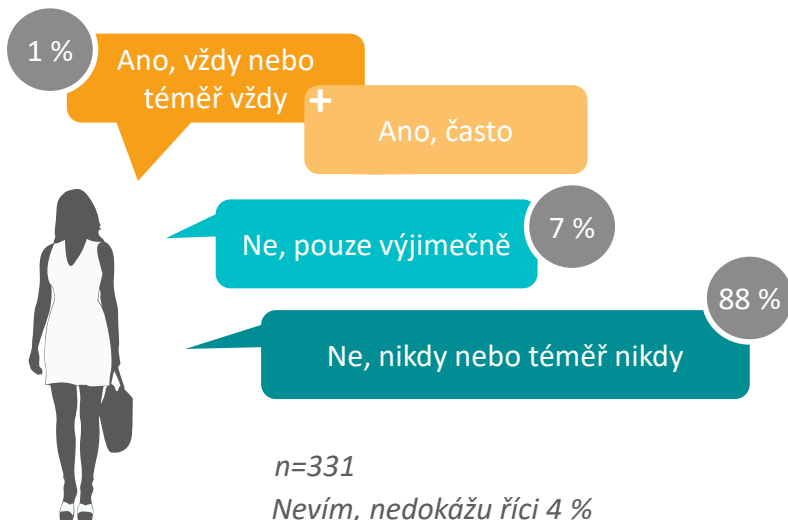 1 %
Ano, vždy nebo
téměř vždy
+
Ano, často
Ne, pouze výjimečně
7 %
88 %
Ne, nikdy nebo téměř nikdy
n=331
Nevím, nedokážu říci 4 %